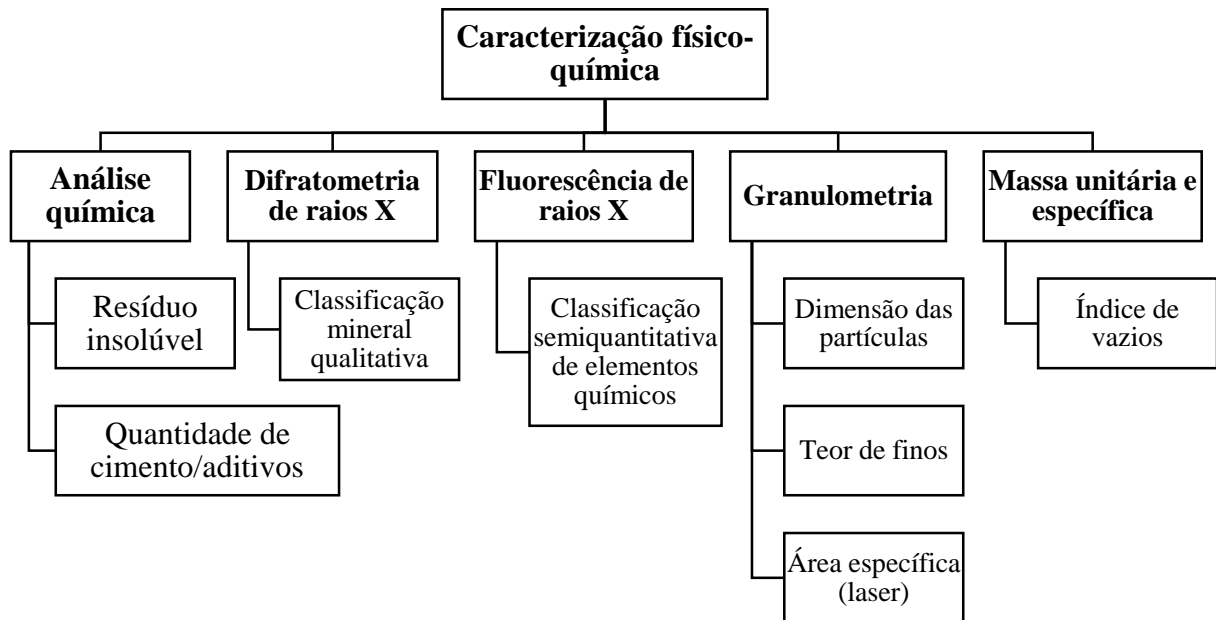 Caracterização físico-
química
Análise
química
Difratometria
de raios X
Fluorescência de
raios X
Granulometria
Massa unitária e
específica
Resíduo
insolúvel
Quantidade de
cimento/aditivos
Classificação
mineral
qualitativa
Classificação
semiquantitativa
de elementos
químicos
Dimensão das
partículas
Teor de finos
Área específica
(laser)
Índice de
vazios